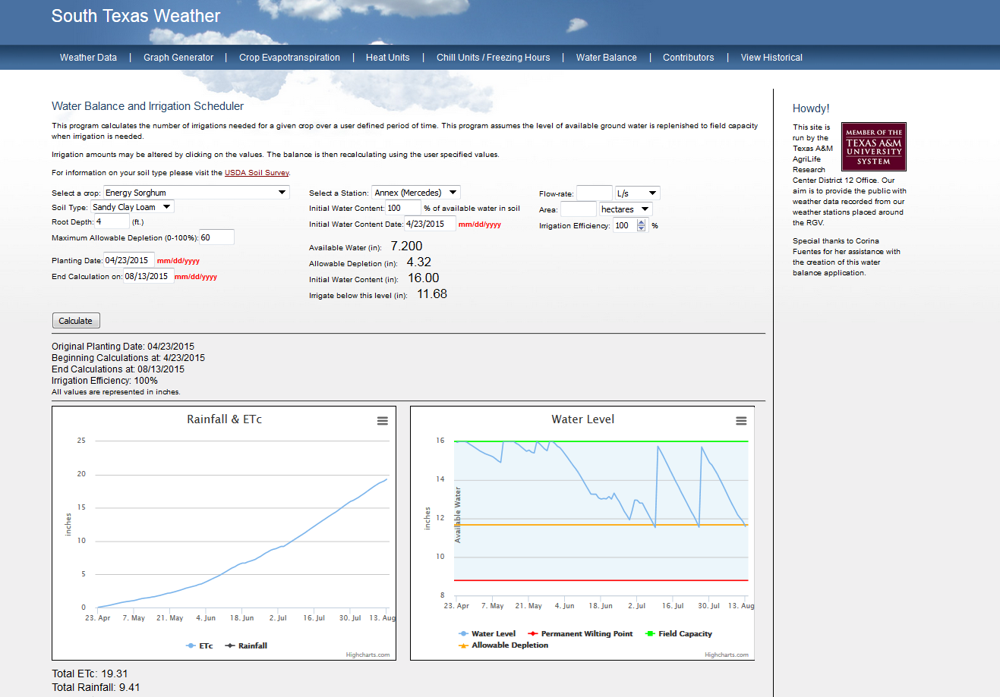 South Texas Weather
Weather Data | Graph Generator | Crop Evapotranspiration | Heat Units | Chill Units / Freezing Hours | Water Balance | Contributors | View Historical
Water Balance and Irrigation Scheduler
This program calculates the number of irrigations needed for a given crop over a user defined period of time. This program assumes the level of available ground water is replenished to field capacity
when irrigation is needed.
Irrigation amounts may be altered by clicking on the values. The balance is then recalculating using the user specified values.
For information on your soil type please visit the USDA Soil Survey.
Select a crop: Energy Sorghum
Soil Type: Sandy Clay Loam
Root Depth: 4 (ft.)
Maximum Allowable Depletion (0-100%): 60
Planting Date: 04/23/2015 mm/dd/yyyy
End Calculation on: 08/13/2015 mm/dd/yyyy
Select a Station: Annex (Mercedes)
Initial Water Content: 100 % of available water in soil
Initial Water Content Date: 4/23/2015 mm/dd/yyyy
Available Water (in): 7.200
Allowable Depletion (in): 4.32
Initial Water Content (in): 16.00
Irrigate below this level (in): 11.68
Flow-rate: L/s
Area: hectares
Irrigation Efficiency: 100 %
Calculate
Original Planting Date: 04/23/2015
Beginning Calculations at: 4/23/2015
End Calculations at: 08/13/2015
Irrigation Efficiency: 100%
All values are represented in inches.
Rainfall & ETc
25
20
15
10
5
0
inches
23. Apr 7. May 21. May 4. Jun 18. Jun 2. Jul 16. Jul 30. Jul 13. Aug
ETc Rainfall
Highcharts.com
Water Level
16
14
12
10
8
inches
Available Water
23. Apr 7. May 21. May 4. Jun 18. Jun 2. Jul 16. Jul 30. Jul 13. Aug
Water Level Permanent Wilting Point Field Capacity
Allowable Depletion
Highcharts.com
Total ETc: 19.31
Total Rainfall: 9.41
Howdy!
This site is
run by the
Texas A&M
AgriLife
Research
Center District 12 Office. Our
aim is to provide the public with
weather data recorded from our
weather stations placed around
the RGV.
MEMBER OF THE
TEXAS A&M
UNIVERSITY
SYSTEM
Special thanks to Corina
Fuentes for her assistance with
the creation of this water
balance application.